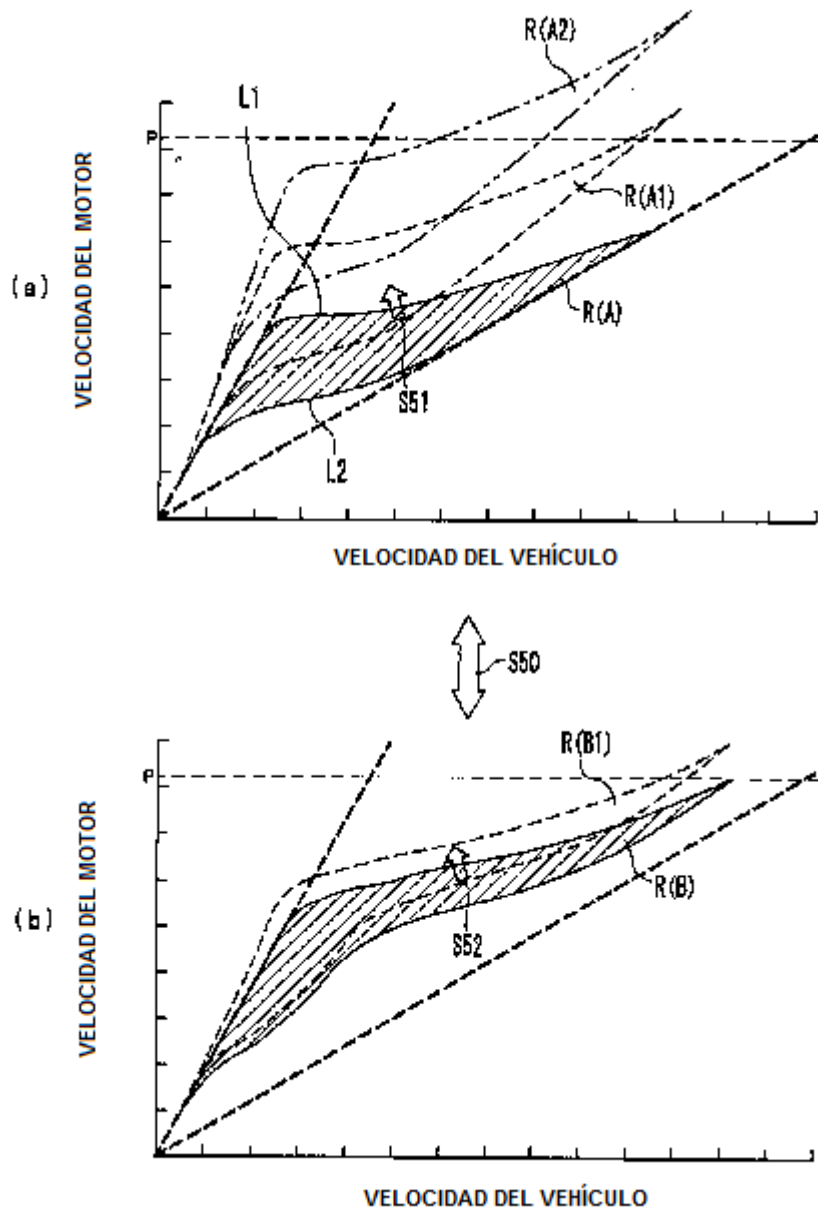 R(A2)
L1
P
R(A1)
VELOCIDAD DEL MOTOR
(a)
R(A)
S51
L2
VELOCIDAD DEL VEHÍCULO
S50
R(B1)
P
VELOCIDAD DEL MOTOR
(b)
R(B)
S52
VELOCIDAD DEL VEHÍCULO